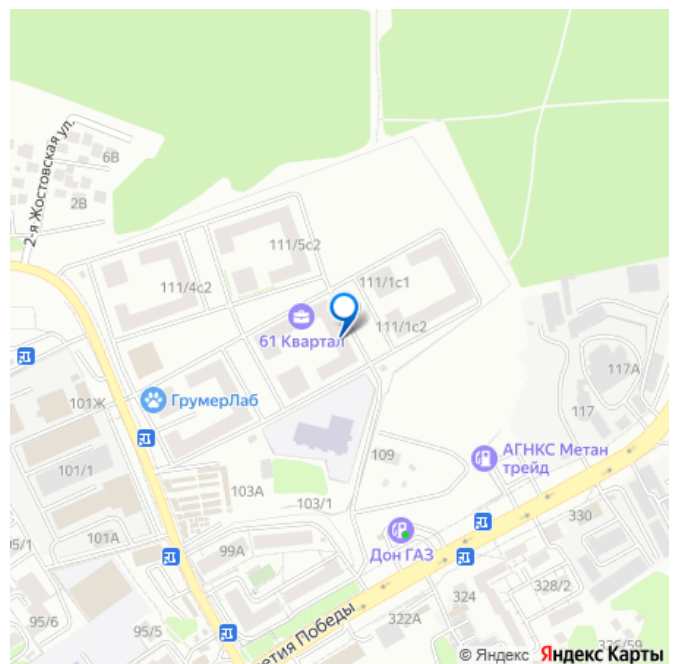 2-я Жостовская ул.
6В
2В
111/5с2
111/4с2
111/1с1
111/1с2
61 Квартал
117А
117
101Ж
ГрумерЛаб
АГНКС Метан
трейд
109
101/1
103А
103/1
330
95/1
101А
99А
Дон ГАЗ
328/2
324
95/6
95/5
322А
летия Победы
© Яндекс
Яндекс Карты